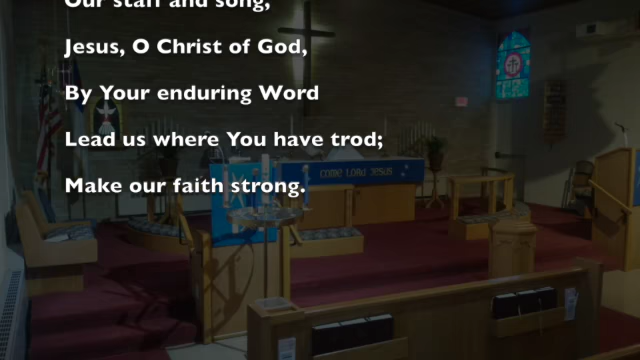 Our staff and song,
Jesus, O Christ of God,
By Your enduring Word
Lead us where You have trod;
Make our faith strong.
COME LORD JESUS